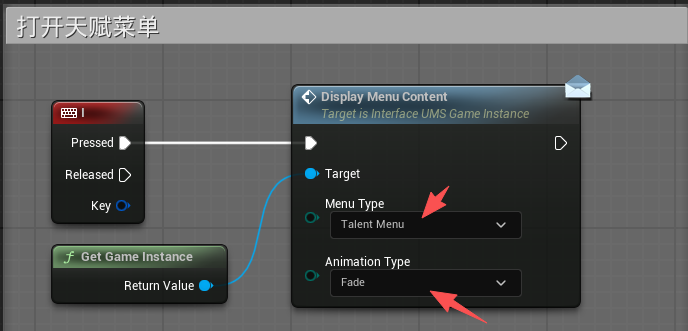 打开天赋菜单
I
Pressed
Released
Key
f Get Game Instance
Return Value
Display Menu Content
Target is Interface UMS Game Instance
Target
Menu Type
Talent Menu
Animation Type
Fade